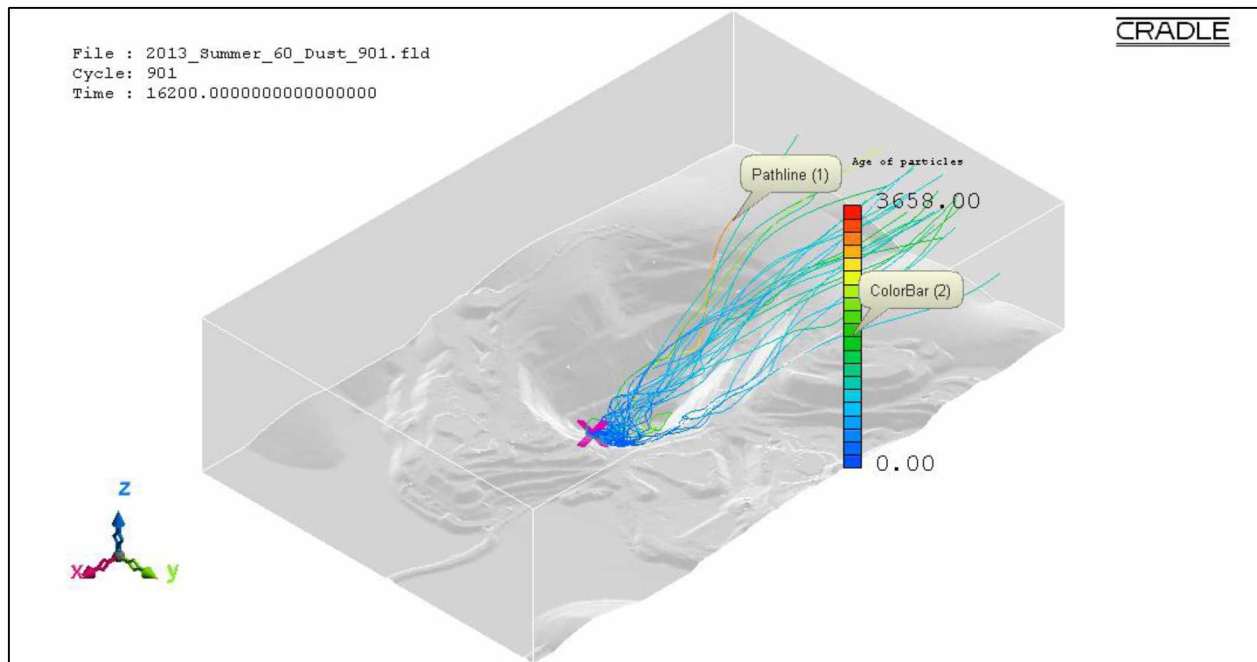 CRADLE
File : 2013_Summer_60_Dust_901.fld
Cycle: 901
Time : 16200.0000000000000000
Age of particles
Pathline (1)
3658.00
ColorBar (2)
0.00
z
x
y